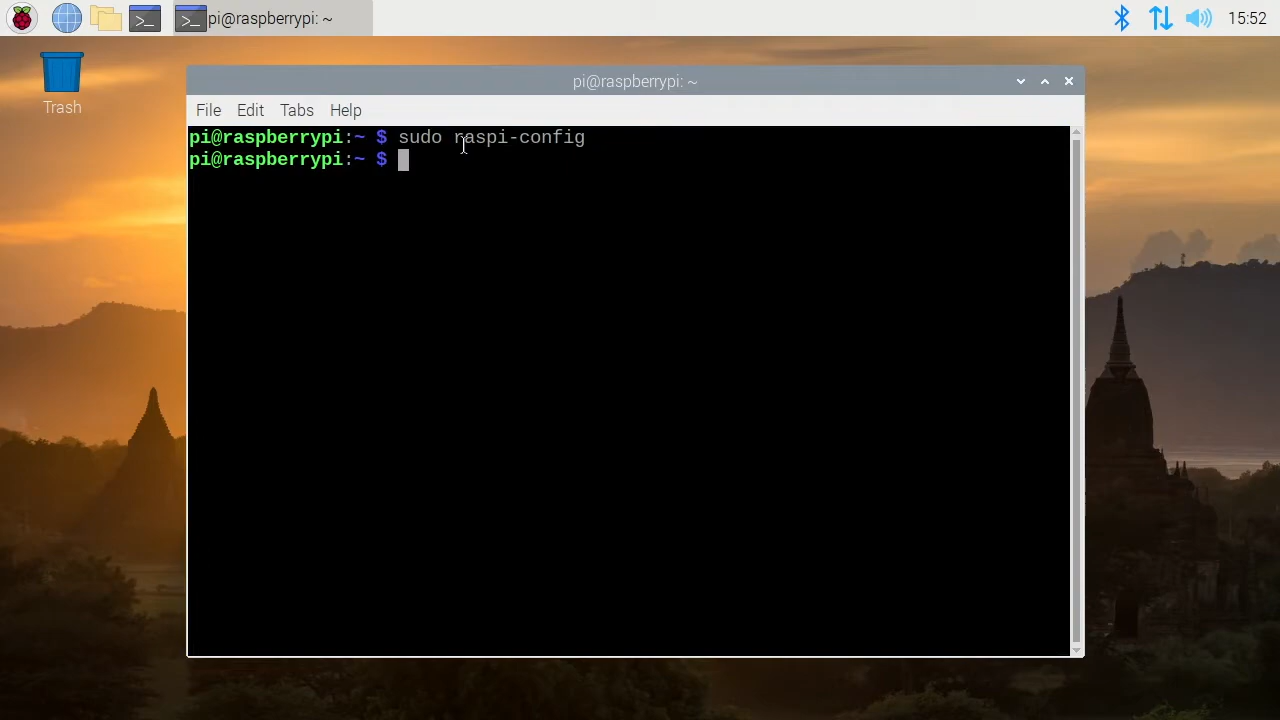 pi@raspberrypi: ~
15:52
Trash
pi@raspberrypi: ~
File Edit Tabs Help
pi@raspberrypi:~ $ sudo raspi-config
pi@raspberrypi:~ $